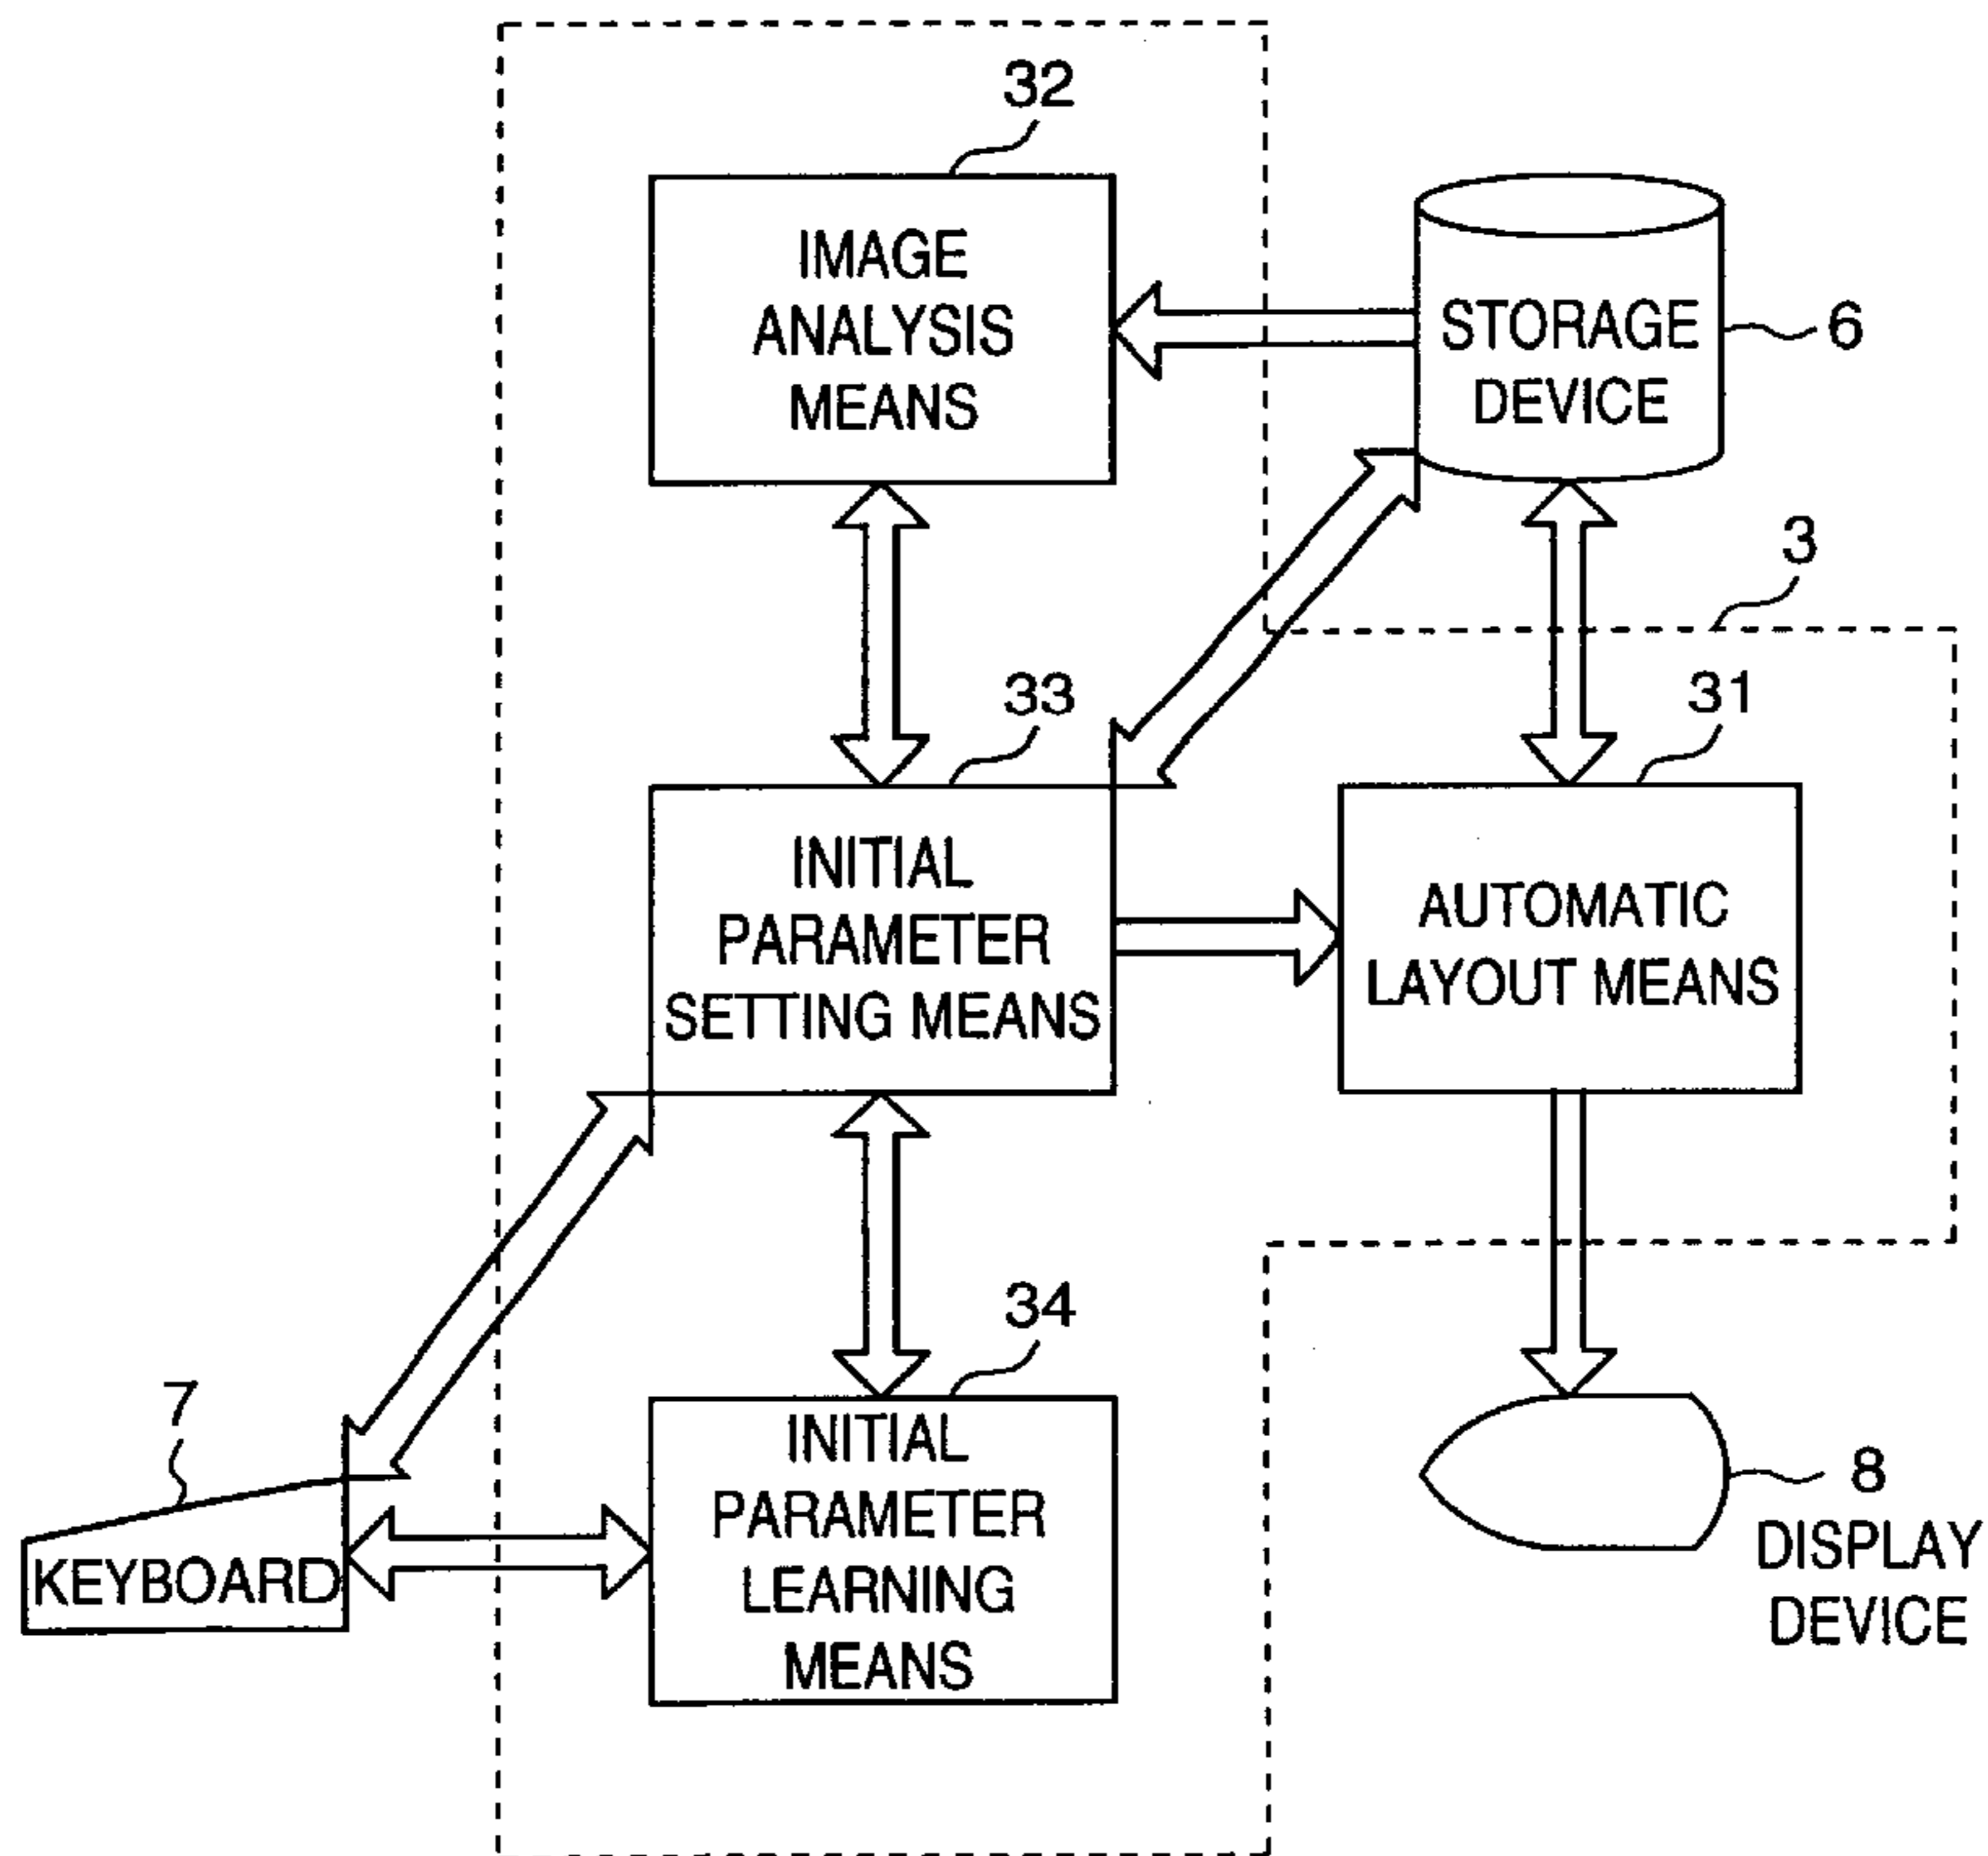 32
IMAGE
ANALYSIS
MEANS
STORAGE
DEVICE
6
3
33
31
INITIAL
PARAMETER
SETTING MEANS
AUTOMATIC
LAYOUT MEANS
34
7
KEYBOARD
INITIAL
PARAMETER
LEARNING
MEANS
8
DISPLAY
DEVICE